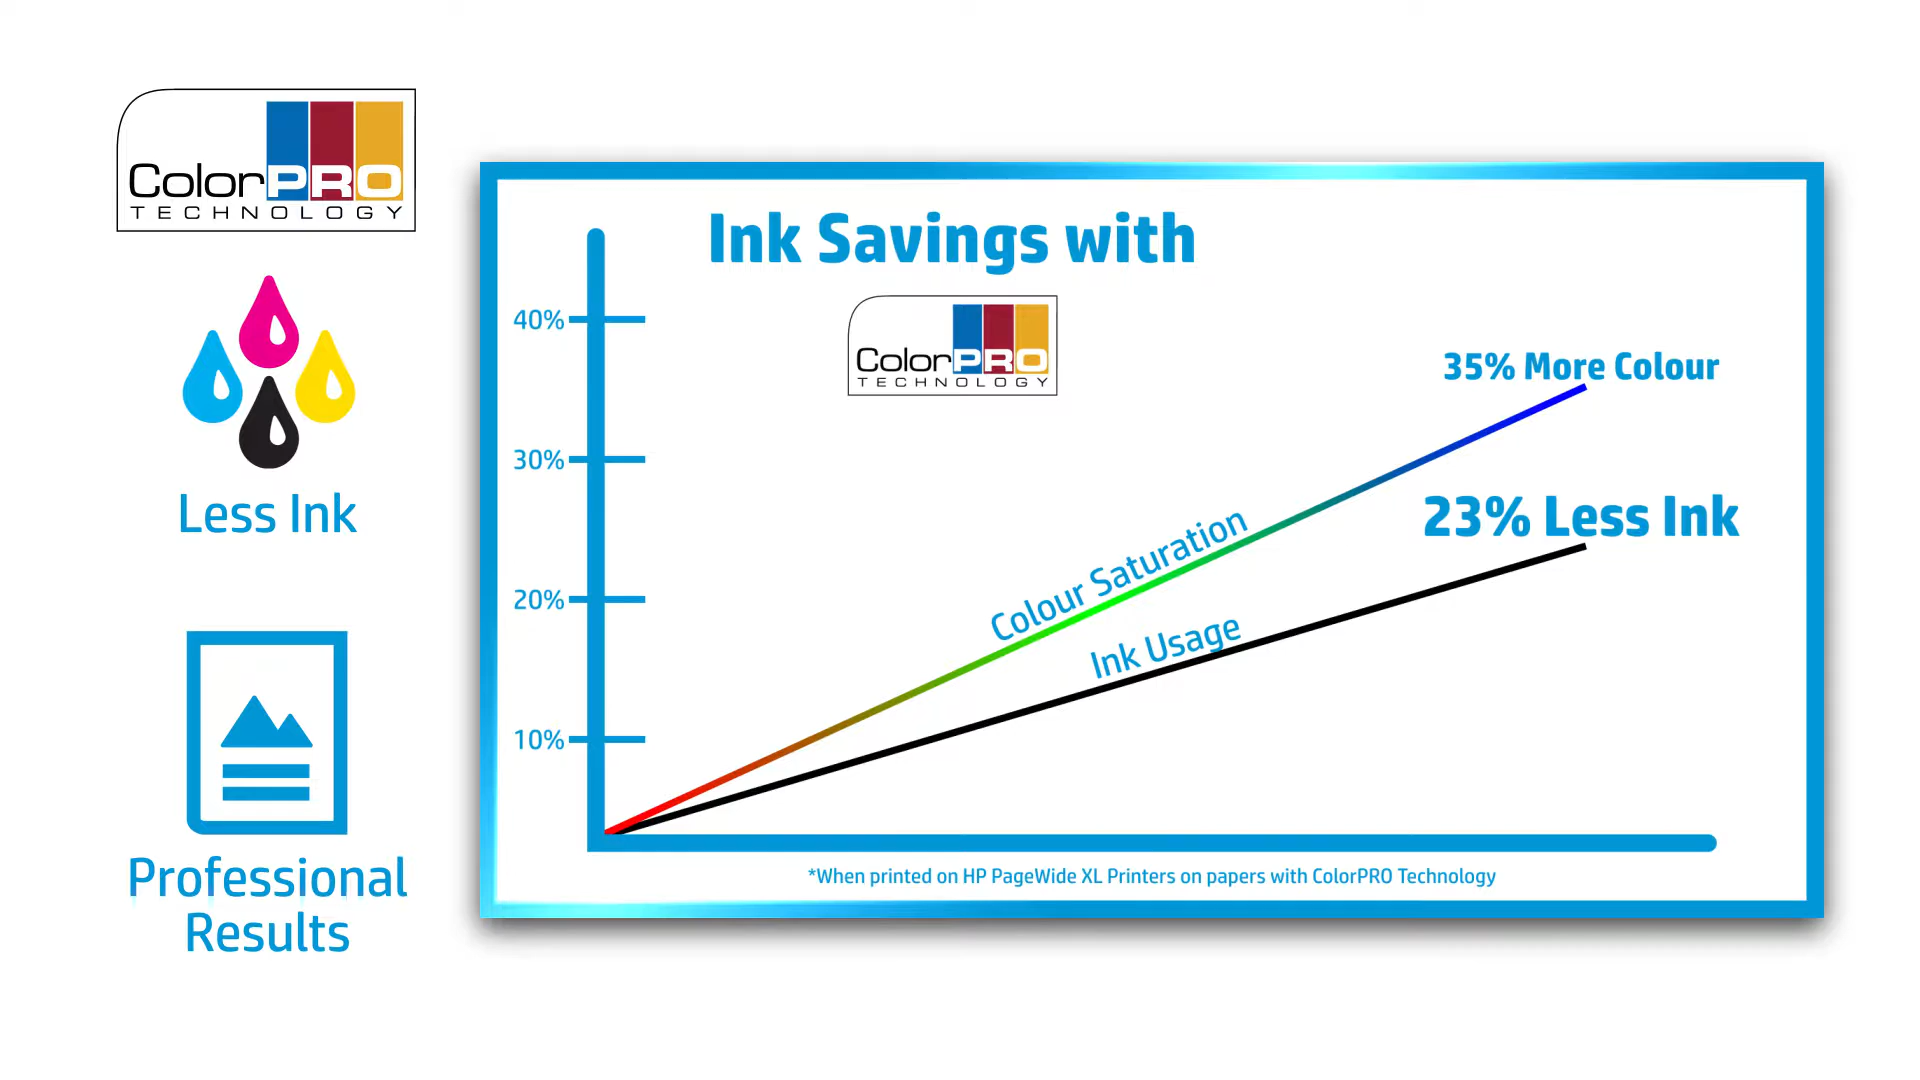 ColorPRO
TECHNOLOGY
Less Ink
Professional
Results
Ink Savings with
ColorPRO
TECHNOLOGY
40%
30%
20%
10%
35% More Colour
23% Less Ink
Colour Saturation
Ink Usage
*When printed on HP PageWide XL Printers on papers with ColorPRO Technology